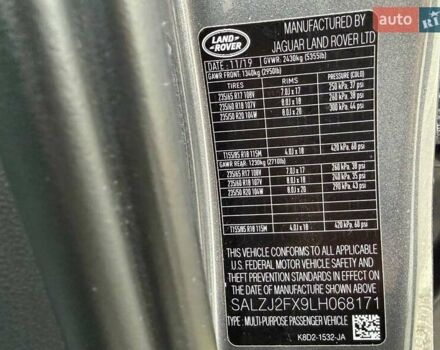 auto RIA
LAND ROVER
MANUFACTURED BY
JAGUAR LAND ROVER LTD
DATE: 11/19 GVWR: 2430kg (5355lb)
GAWR FRONT: 1340kg (2950lb)
TIRES RIMS PRESSURE (COLD)
235/65 R17 108V 7.0J x 17 250 kPa, 37 psi
235/60 R18 107V 8.0J x 18 260 kPa, 38 psi
235/50 R20 104W 8.0J x 20 300 kPa, 44 psi
T155/85 R18 115M 4.0J x 18 420 kPa, 60 psi
GAWR REAR: 1230kg (2710lb)
235/65 R17 108V 7.0J x 17 260 kPa, 38 psi
235/60 R18 107V 8.0J x 18 240 kPa, 35 psi
235/50 R20 104W 8.0J x 20 290 kPa, 43 psi
T155/85 R18 115M 4.0J x 18 420 kPa, 60 psi
THIS VEHICLE CONFORMS TO ALL APPLICABLE
U.S. FEDERAL MOTOR VEHICLE SAFETY STANDARDS
IN EFFECT ON THE DATE OF MANUFACTURE SHOWN ABOVE.
SALZJ2FX9LH068171
TYPE: MULTI-PURPOSE PASSENGER VEHICLE
K8D2-1532-JA